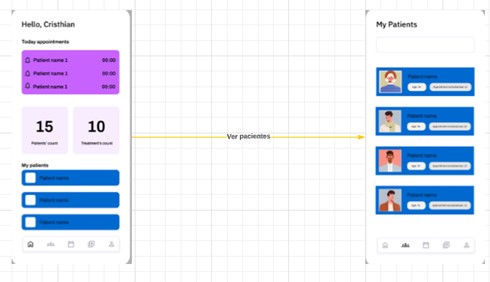 Hello, Cristhian
Today appointments
Patient name 1 00:00
Patient name 1 00:00
Patient name 1 00:00
15
10
Patients' count
Treatment's count
My patients
Patient name
Patient name
Patient name
Ver pacientes
My Patients
Patient name
Patient name
Patient name
Patient name